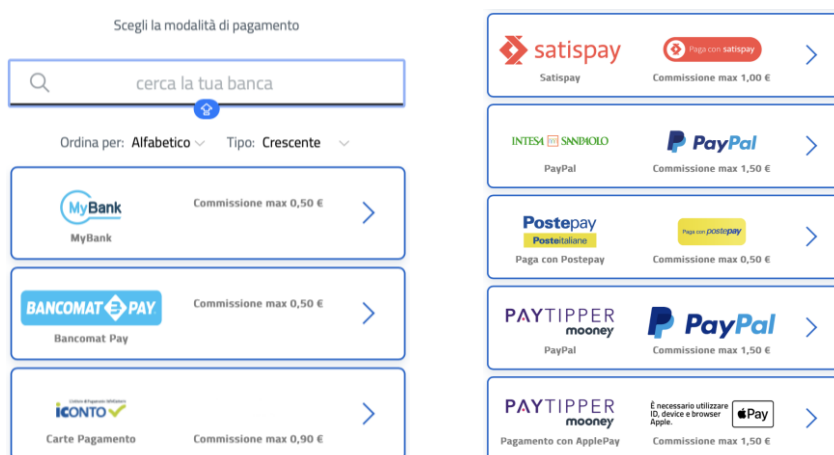 Scegli la modalità di pagamento
cerca la tua banca
Ordina per: Alfabetico Tipo: Crescente
MyBank
Commissione max 0,50 €
MyBank
BANCOMAT PAY
Commissione max 0,50 €
Bancomat Pay
iCONTO
Carte Pagamento
Commissione max 0,90 €
satispay
Paga con satispay
Satispay
Commissione max 1,00 €
INTESA SANPAOLO
PayPal
PayPal
Commissione max 1,50 €
Postepay
Posteitaliane
Paga con postepay
Paga con Postepay
Commissione max 0,50 €
PAYTIPPER
mooney
PayPal
PayPal
Commissione max 1,50 €
PAYTIPPER
mooney
È necessario utilizzare
ID, device e browser
Apple.
Pay
Pagamento con ApplePay
Commissione max 1,50 €